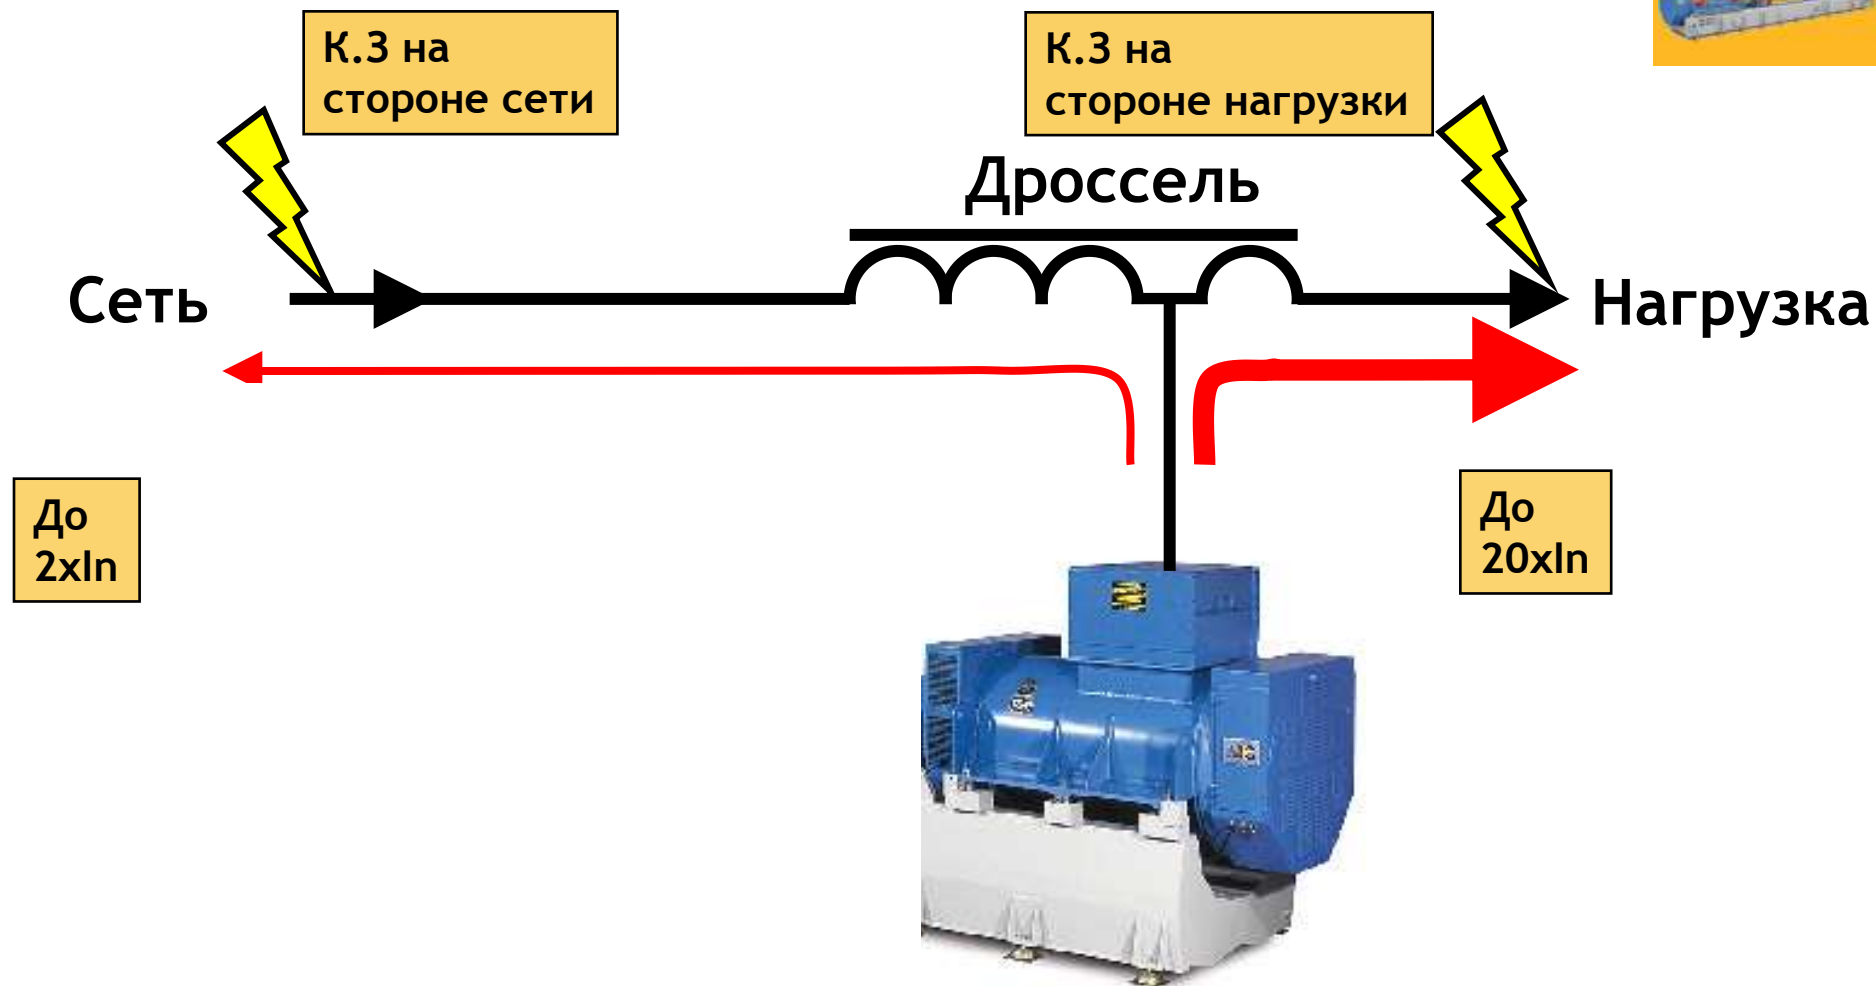 К.З на
стороне сети
К.З на
стороне нагрузки
Дроссель
Сеть
Нагрузка
До
2xIn
До
20xIn